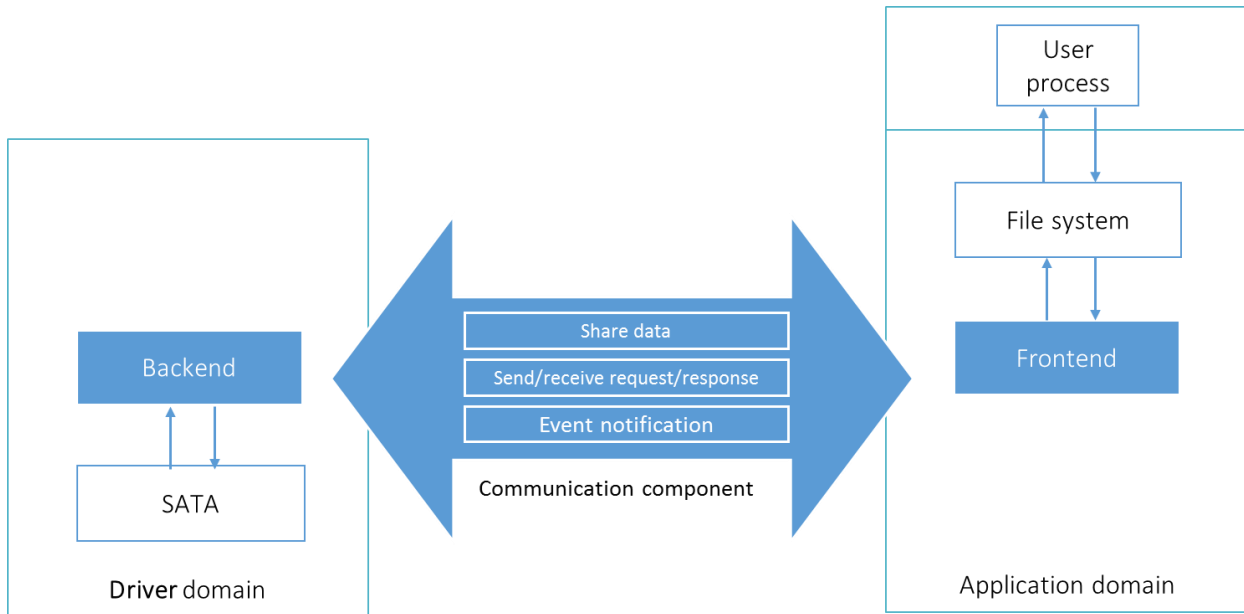 User
process
File system
Share data
Backend
Frontend
Send/receive request/response
Event notification
Communication component
SATA
Driver domain
Application domain